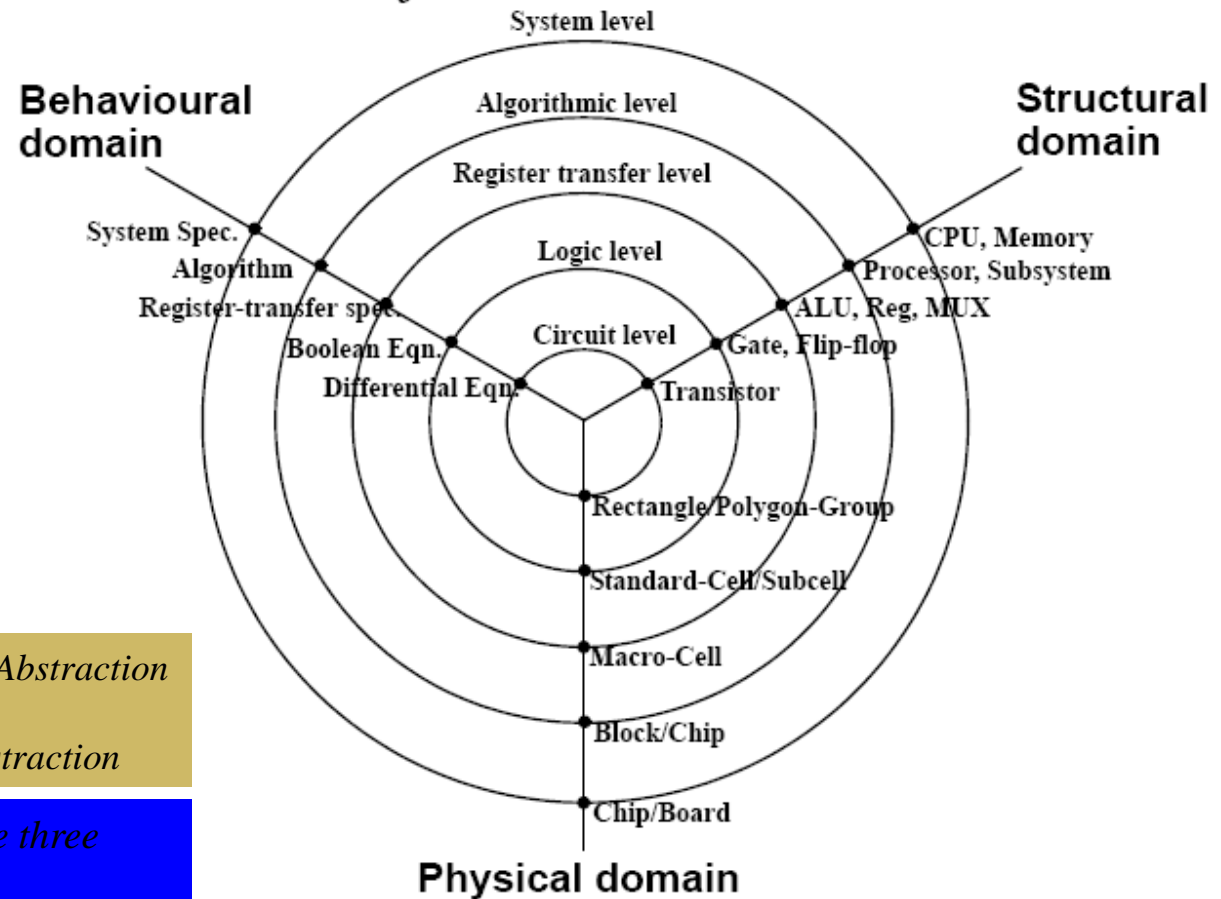 System level
Behavioural
domain
Structural
domain
Algorithmic level
Register transfer level
System Spec.
CPU, Memory
Logic level
Algorithm
Processor, Subsystem
Register-transfer spec.
ALU, Reg, MUX
Circuit level
Boolean Eqn.
Gate, Flip-flop
Differential Eqn.
Transistor
Rectangle/Polygon-Group
Standard-Cell/Subcell
Macro-Cell
Abstraction
Block/Chip
traction
Chip/Board
e three
Physical domain